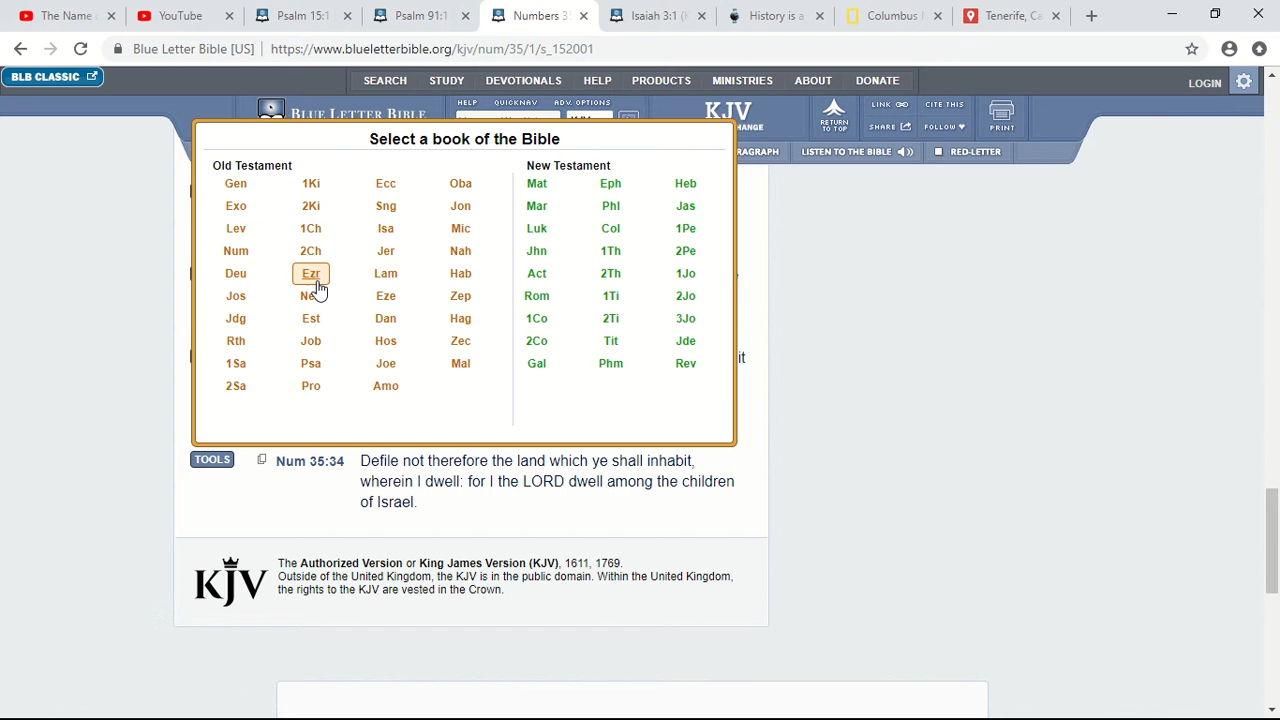 The Name
YouTube
Psalm 15:1
Psalm 91:1
Numbers 35
Isaiah 3:1 (K
History is a
Columbus
Tenerife, Ca
Blue Letter Bible [US] https://www.blueletterbible.org/kjv/num/35/1/s_152001
BLB CLASSIC
SEARCH STUDY DEVOTIONALS HELP PRODUCTS MINISTRIES ABOUT DONATE LOGIN
HELP QUICKNAV ADV. OPTIONS
BLUE LETTER BIBLE
KJV
CHANGE
RETURN TO TOP
LINK CITE THIS
SHARE FOLLOW
PRINT
PARAGRAPH LISTEN TO THE BIBLE RED-LETTER
Select a book of the Bible
Old Testament New Testament
Gen 1Ki Ecc Oba Mat Eph Heb
Exo 2Ki Sng Jon Mar Phl Jas
Lev 1Ch Isa Mic Luk Col 1Pe
Num 2Ch Jer Nah Jhn 1Th 2Pe
Deu Ezr Lam Hab Act 2Th 1Jo
Jos Eze Zep Rom 1Ti 2Jo
Jdg Est Dan Hag 1Co 2Ti 3Jo
Rth Job Hos Zec 2Co Tit Jde
1Sa Psa Joe Mal Gal Phm Rev
2Sa Pro Amo
it
TOOLS Num 35:34 Defile not therefore the land which ye shall inhabit,
wherein I dwell: for I the LORD dwell among the children
of Israel.
KJV
The Authorized Version or King James Version (KJV), 1611, 1769.
Outside of the United Kingdom, the KJV is in the public domain. Within the United Kingdom,
the rights to the KJV are vested in the Crown.